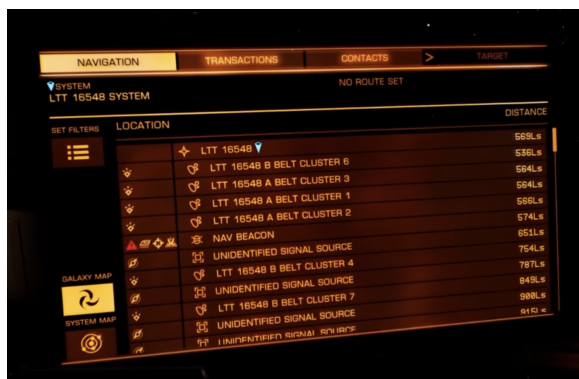 NAVIGATION TRANSACTIONS CONTACTS > TARGET
SYSTEM
LTT 16548 SYSTEM
NO ROUTE SET
SET FILTERS LOCATION DISTANCE
LTT 16548 569Ls
LTT 16548 B BELT CLUSTER 6 536Ls
LTT 16548 A BELT CLUSTER 3 564Ls
LTT 16548 A BELT CLUSTER 1 564Ls
LTT 16548 A BELT CLUSTER 2 566Ls
NAV BEACON 574Ls
UNIDENTIFIED SIGNAL SOURCE 651Ls
LTT 16548 B BELT CLUSTER 4 754Ls
UNIDENTIFIED SIGNAL SOURCE 787Ls
LTT 16548 B BELT CLUSTER 7 849Ls
UNIDENTIFIED SIGNAL SOURCE 900Ls
UNIDENTIFIED SIGNAL SOURCE 915Ls
GALAXY MAP
SYSTEM MAP